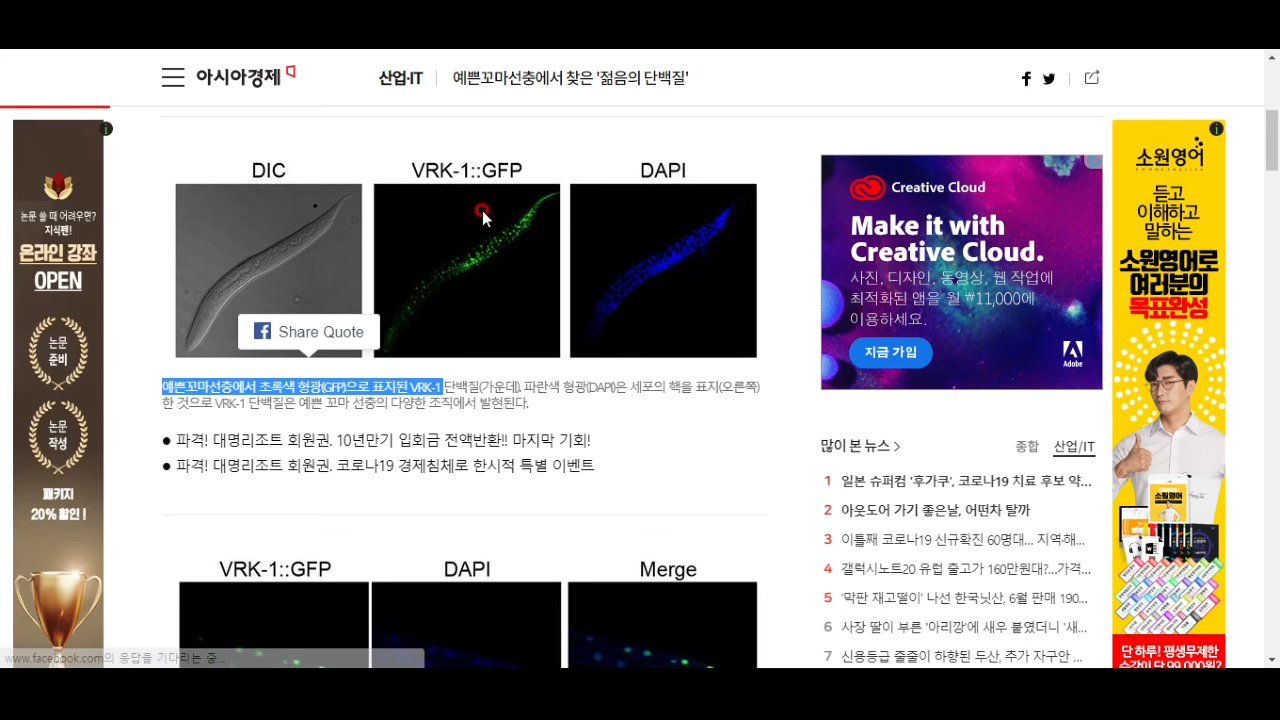 아시아경제
산업·IT
예쁜꼬마선충에서 찾은 '젊음의 단백질'
논문 쓸 때 어려우면?
지식펜!
온라인 강좌
OPEN
논문
준비
논문
작성
패키지
20% 할인 !
DIC
VRK-1::GFP
DAPI
Share Quote
예쁜꼬마선충에서 초록색 형광(GFP)으로 표지된 VRK-1 단백질(가운데). 파란색 형광(DAPI)은 세포의 핵을 표지(오른쪽)
한 것으로 VRK-1 단백질은 예쁜 꼬마 선충의 다양한 조직에서 발현된다.
● 파격! 대명리조트 회원권. 10년만기 입회금 전액반환!! 마지막 기회!
● 파격! 대명리조트 회원권. 코로나19 경제침체로 한시적 특별 이벤트
VRK-1::GFP
DAPI
Merge
www.facebook.com의 응답을 기다리는 중...
Creative Cloud
Make it with
Creative Cloud.
사진, 디자인, 동영상, 웹 작업에
최적화된 앱을 월 ₩11,000에
이용하세요.
지금 가입
Adobe
많이 본 뉴스
종합
산업/IT
1 일본 슈퍼컴 '후가쿠', 코로나19 치료 후보 약...
2 아웃도어 가기 좋은날, 어떤차 탈까
3 이틀째 코로나19 신규확진 60명대... 지역·해...
4 갤럭시노트20 유럽 출고가 160만원대?...가격...
5 '막판 재고떨이' 나선 한국닛산, 6월 판매 190...
6 사장 딸이 부른 '아리깡'에 새우 붙였더니 '새...
7 신용등급 줄줄이 하향된 두산, 추가 자구안 ...
소원영어
듣고
이해하고
말하는
소원영어로
여러분의
목표완성
소원영어
단 하루! 평생무제한
수강이 단 99,000원?